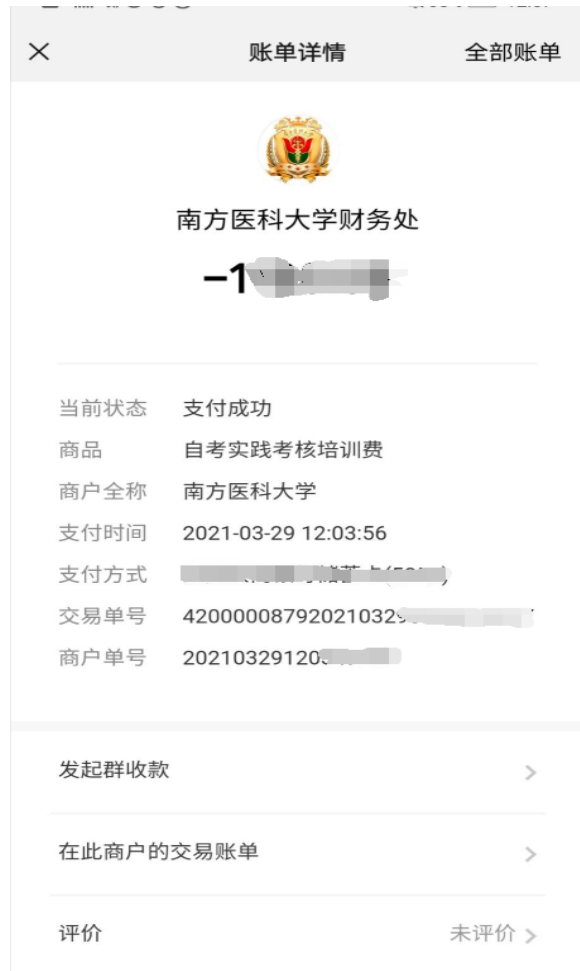 账单详情 全部账单
南方医科大学财务处
-1
当前状态 支付成功
商品 自考实践考核培训费
商户全称 南方医科大学
支付时间 2021-03-29 12:03:56
支付方式
交易单号 420000087920210329
商户单号 20210329120
发起群收款
在此商户的交易账单
评价 未评价